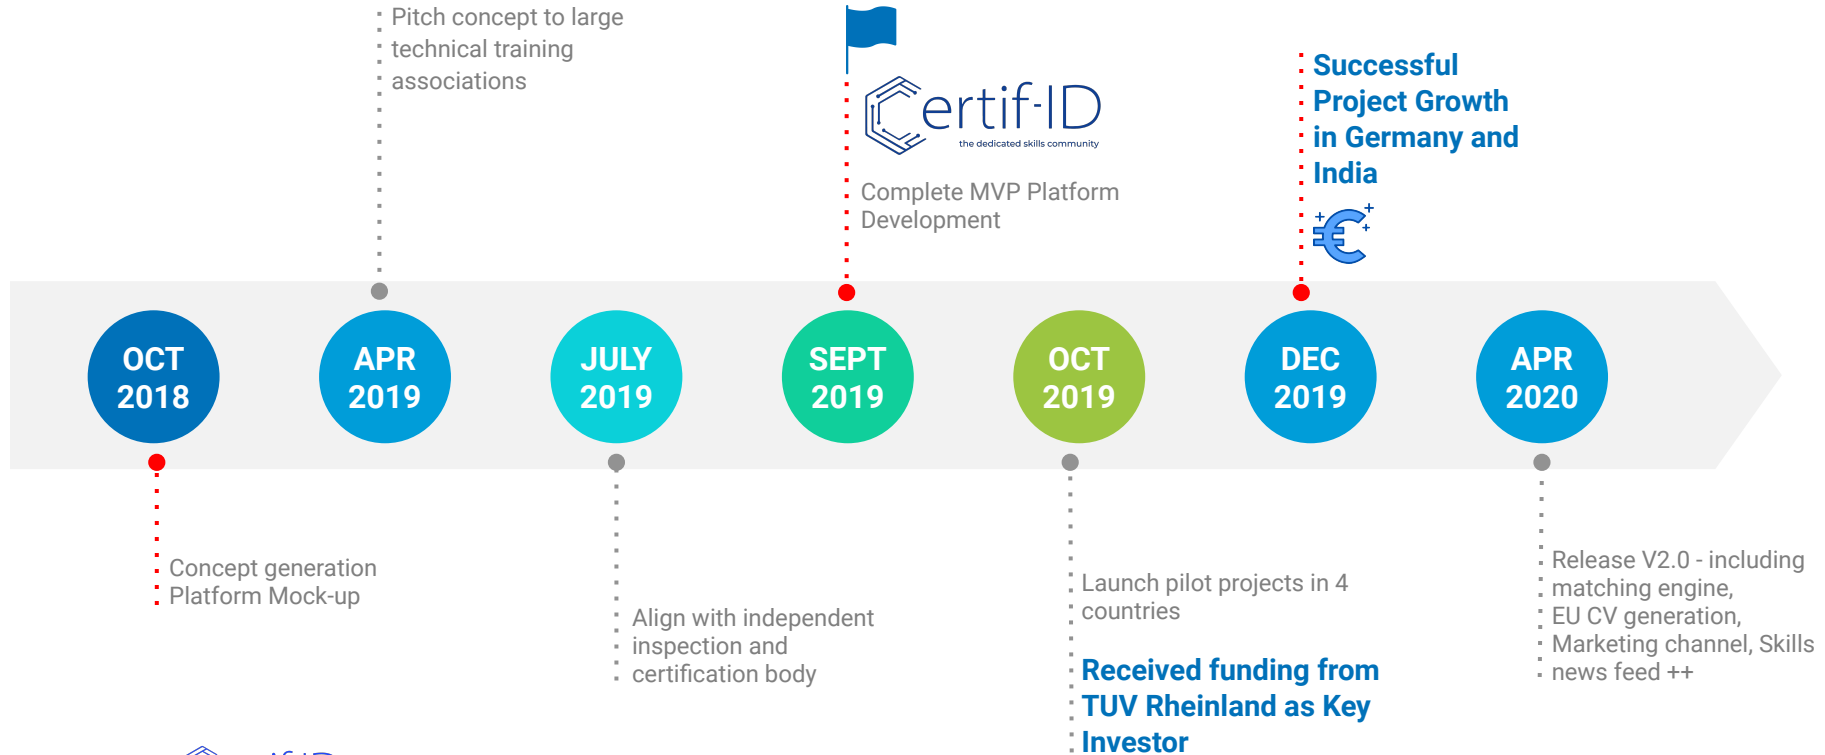 Pitch concept to large
technical training
associations
Certif-ID
the dedicated skills community
Complete MVP Platform
Development
Successful
Project Growth
in Germany and
India
OCT
2018
APR
2019
JULY
2019
SEPT
2019
OCT
2019
DEC
2019
APR
2020
Concept generation
Platform Mock-up
Align with independent
inspection and
certification body
Launch pilot projects in 4
countries
Received funding from
TUV Rheinland as Key
Investor
Release V2.0 - including
matching engine,
EU CV generation,
Marketing channel, Skills
news feed ++